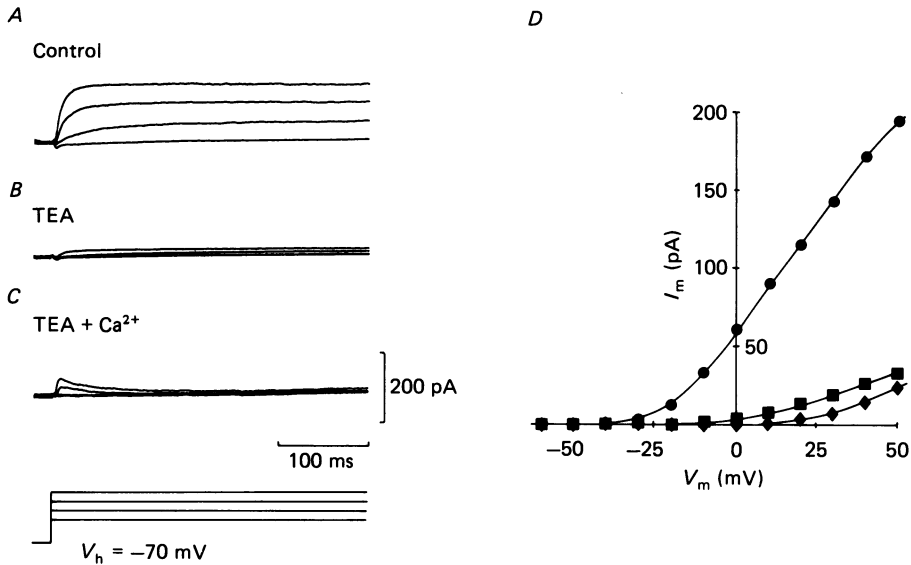 A
Control
B
TEA
C
TEA + Ca²⁺
200 pA
100 ms
Vh = −70 mV
D
200
150
100
50
Im (pA)
−50
−25
0
25
50
Vm (mV)